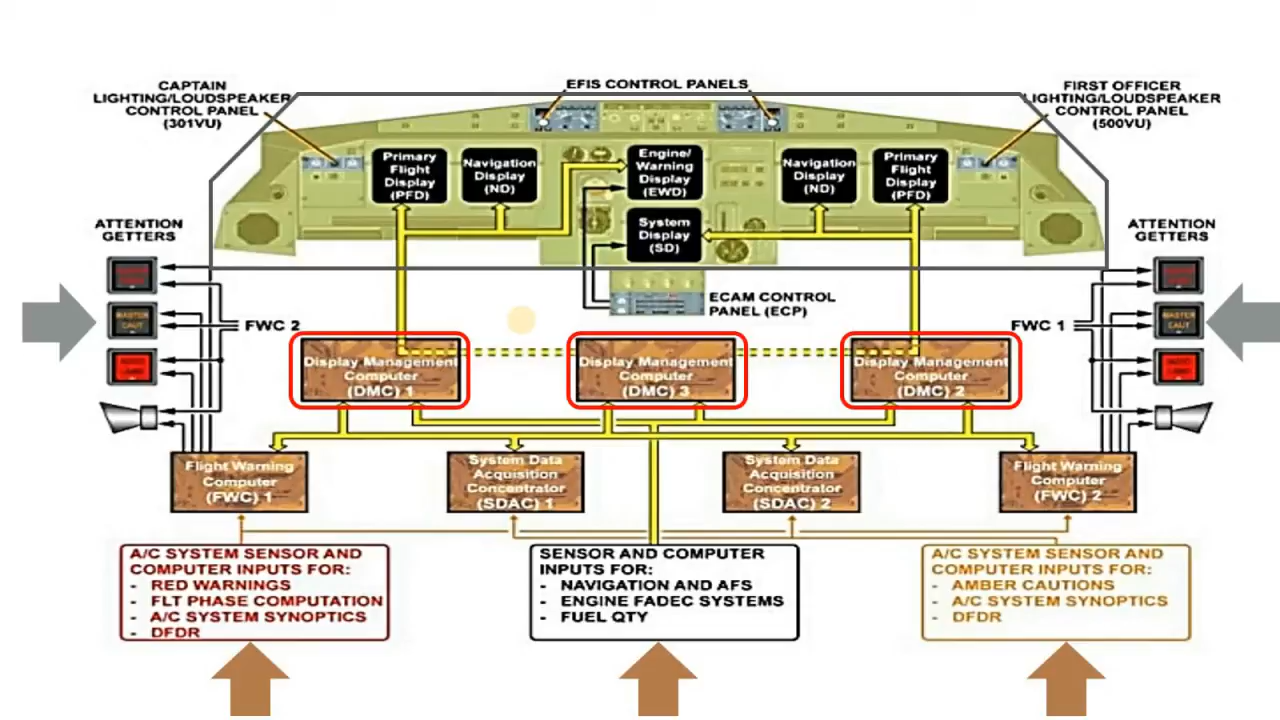 CAPTAIN
LIGHTING/LOUDSPEAKER
CONTROL PANEL
(301VU)
EFIS CONTROL PANELS
FIRST OFFICER
LIGHTING/LOUDSPEAKER
CONTROL PANEL
(500VU)
Primary
Flight
Display
(PFD)
Navigation
Display
(ND)
Engine/
Warning
Display
(EWD)
Navigation
Display
(ND)
Primary
Flight
Display
(PFD)
System
Display
(SD)
ATTENTION
GETTERS
ATTENTION
GETTERS
MASTER
CAUT
MASTER
CAUT
FWC 2
ECAM CONTROL
PANEL (ECP)
FWC 1
Display Management
Computer
(DMC) 1
Display Management
Computer
(DMC) 3
Display Management
Computer
(DMC) 2
Flight Warning
Computer
(FWC) 1
System Data
Acquisition
Concentrator
(SDAC) 1
System Data
Acquisition
Concentrator
(SDAC) 2
Flight Warning
Computer
(FWC) 2
A/C SYSTEM SENSOR AND
COMPUTER INPUTS FOR:
- RED WARNINGS
- FLT PHASE COMPUTATION
- A/C SYSTEM SYNOPTICS
- DFDR
SENSOR AND COMPUTER
INPUTS FOR:
- NAVIGATION AND AFS
- ENGINE FADEC SYSTEMS
- FUEL QTY
A/C SYSTEM SENSOR AND
COMPUTER INPUTS FOR:
- AMBER CAUTIONS
- A/C SYSTEM SYNOPTICS
- DFDR